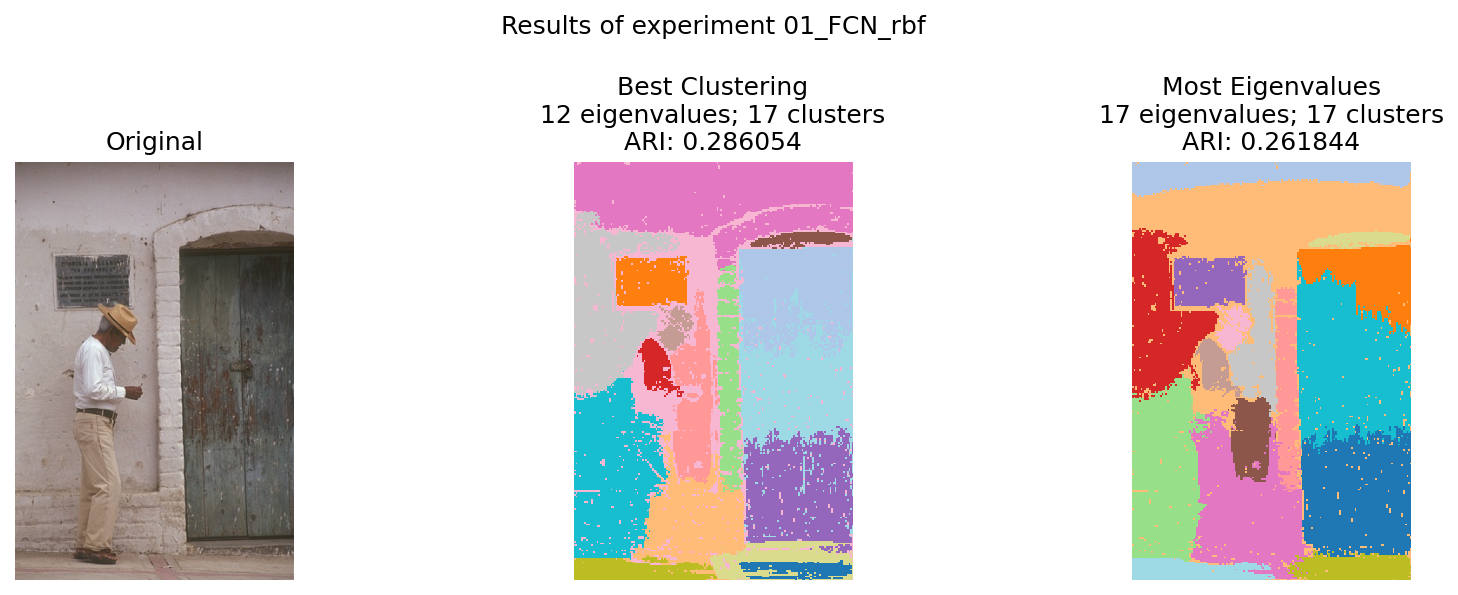 Results of experiment 01_FCN_rbf
Original
Best Clustering
12 eigenvalues; 17 clusters
ARI: 0.286054
Most Eigenvalues
17 eigenvalues; 17 clusters
ARI: 0.261844